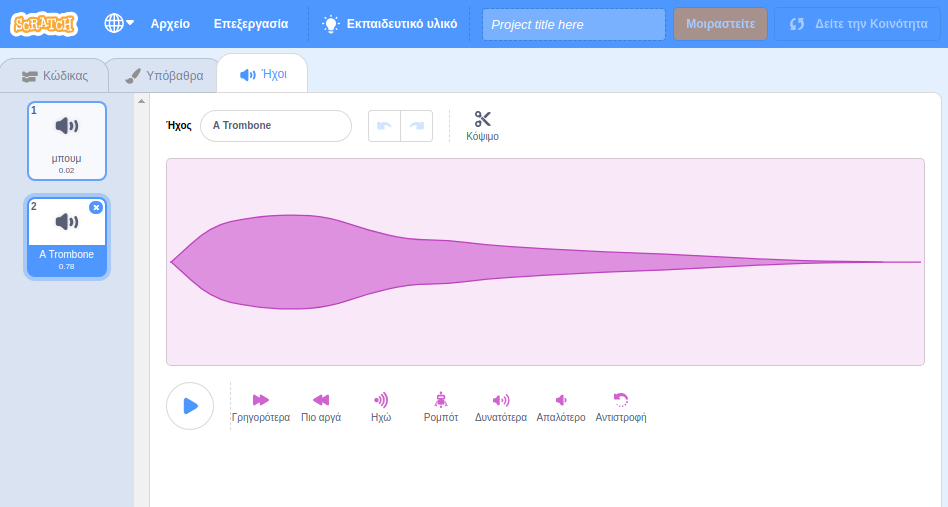 SCRATCH Αρχείο Επεξεργασία Εκπαιδευτικό υλικό Project title here Μοιραστείτε Δείτε την Κοινότητα
Κώδικας Υπόβαθρα Ήχοι
1
μπουμ
0.02
2
A Trombone
0.78
Ήχος A Trombone
Κόψιμο
Γρηγορότερα Πιο αργά Ηχώ Ρομπότ Δυνατότερα Απαλότερο Αντιστροφή